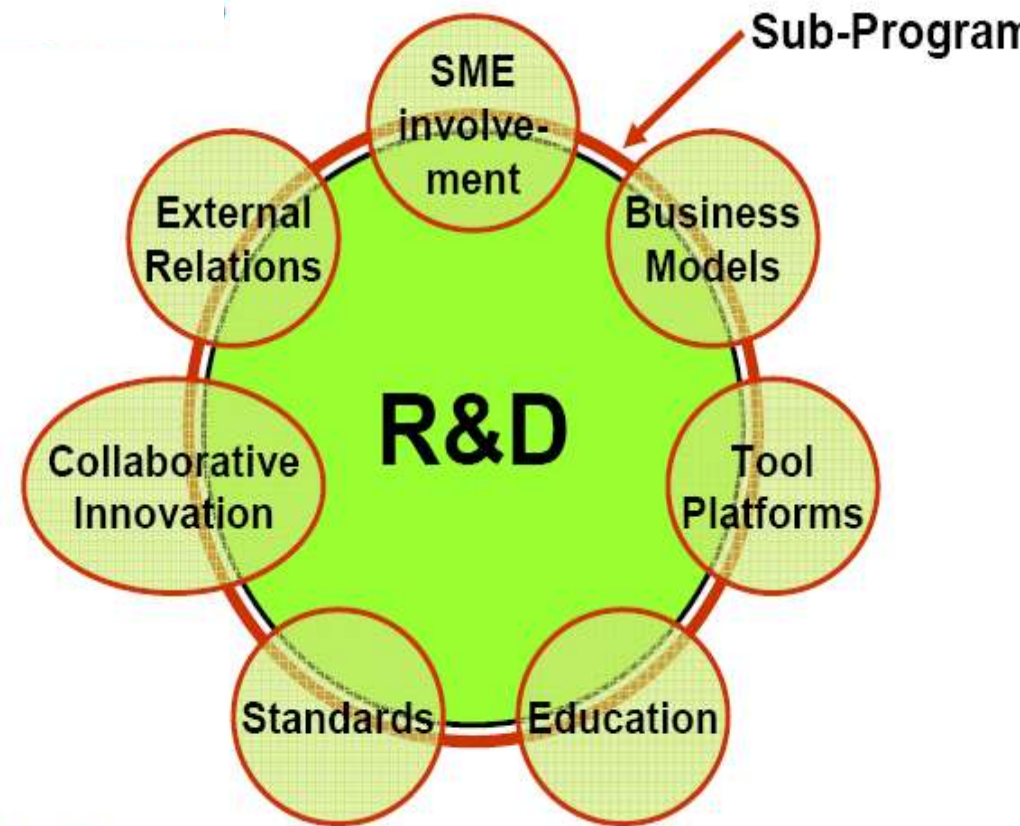 Sub-Program
SME
involve-
ment
External
Relations
Business
Models
R&D
Collaborative
Innovation
Tool
Platforms
Standards
Education